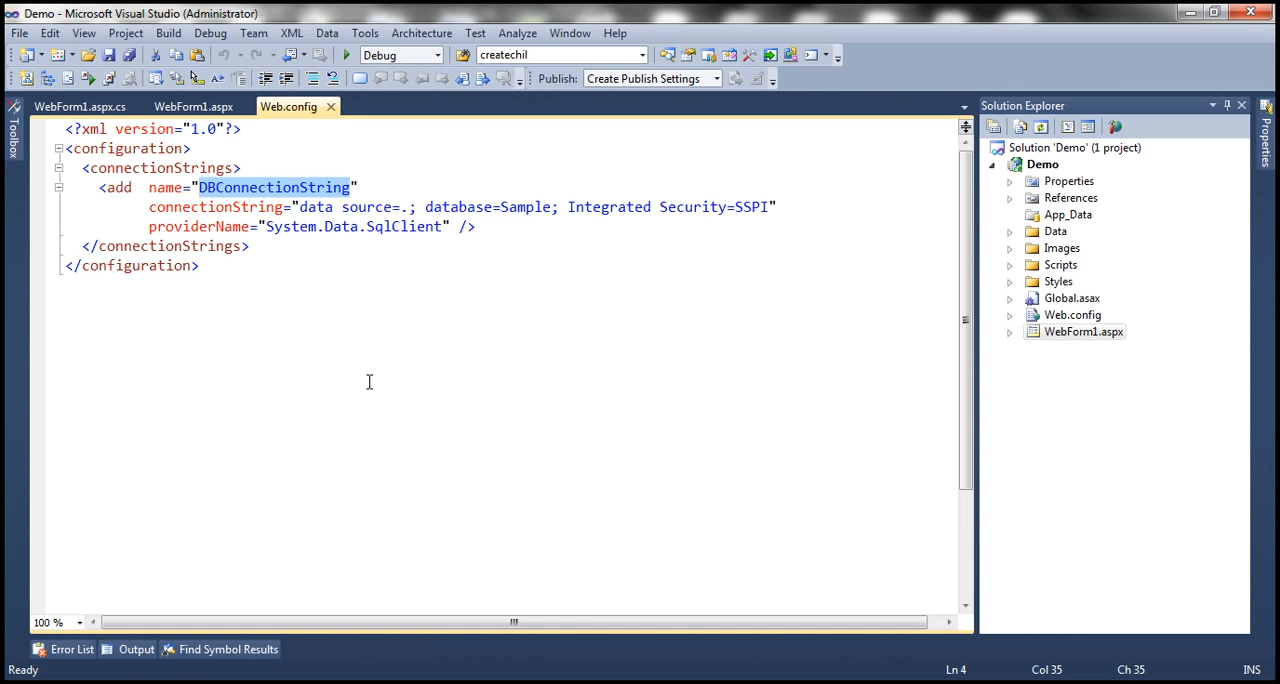 Demo - Microsoft Visual Studio (Administrator)
File Edit View Project Build Debug Team XML Data Tools Architecture Test Analyze Window Help
Debug createchil
Publish: Create Publish Settings
WebForm1.aspx.cs WebForm1.aspx Web.config
Toolbox
<?xml version="1.0"?>
<configuration>
<connectionStrings>
<add name="DBConnectionString"
connectionString="data source=.; database=Sample; Integrated Security=SSPI"
providerName="System.Data.SqlClient" />
</connectionStrings>
</configuration>
100 %
Solution Explorer
Solution 'Demo' (1 project)
Demo
Properties
References
App_Data
Data
Images
Scripts
Styles
Global.asax
Web.config
WebForm1.aspx
Properties
Error List Output Find Symbol Results
Ready Ln 4 Col 35 Ch 35 INS